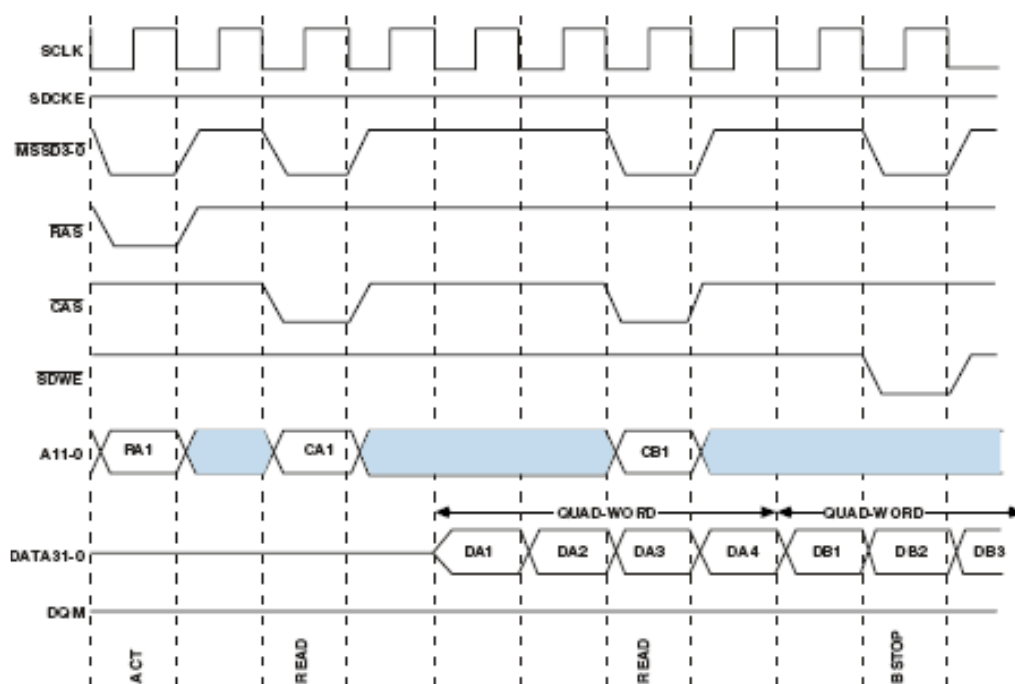 SCLK
SDCKE
MSSD3-0
RAS
CAS
SDWE
A11-0 RA1 CA1 CB1
QUAD-WORD QUAD-WORD
DATA31-0 DA1 DA2 DA3 DA4 DB1 DB2 DB3
DQM
ACT READ READ BSTOP